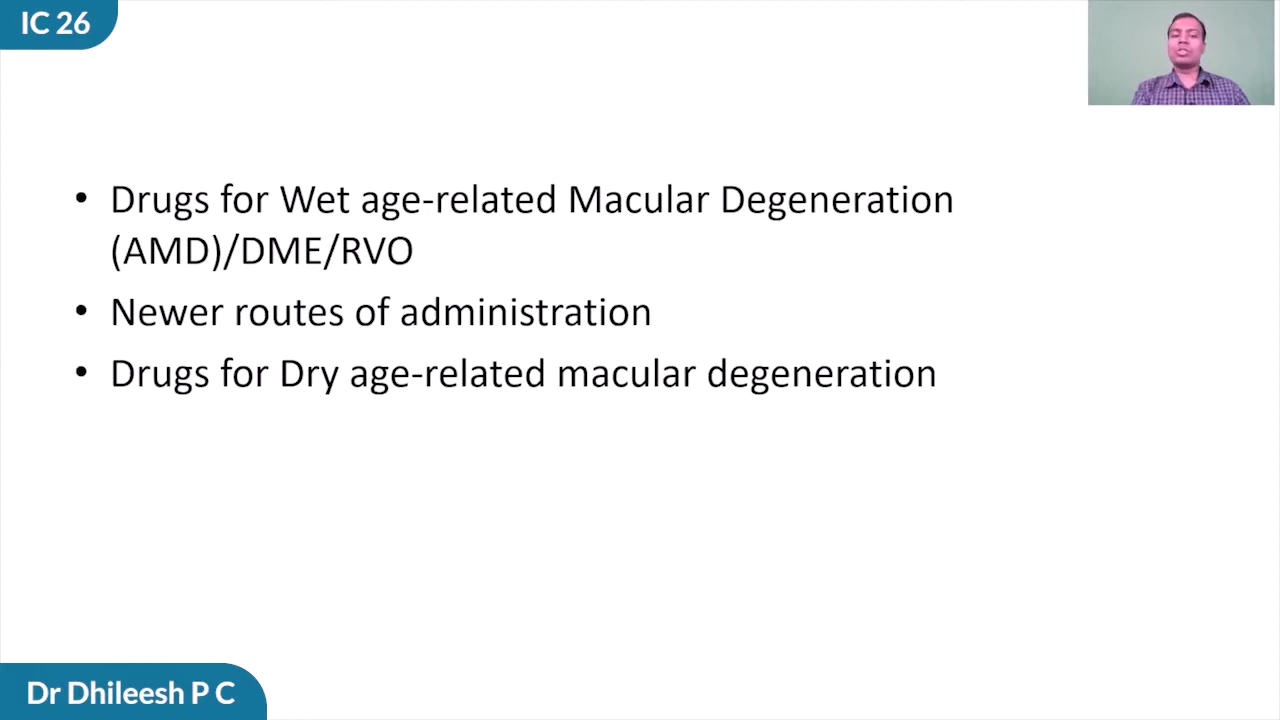 IC 26
• Drugs for Wet age-related Macular Degeneration
(AMD)/DME/RVO
• Newer routes of administration
• Drugs for Dry age-related macular degeneration
Dr Dhileesh P C